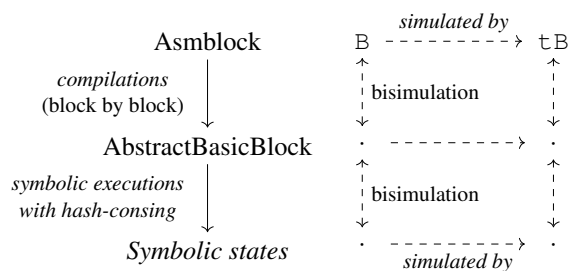 simulated by
Asmblock B tB
compilations
(block by block) bisimulation
AbstractBasicBlock . .
symbolic executions
with hash-consing bisimulation
Symbolic states . .
simulated by